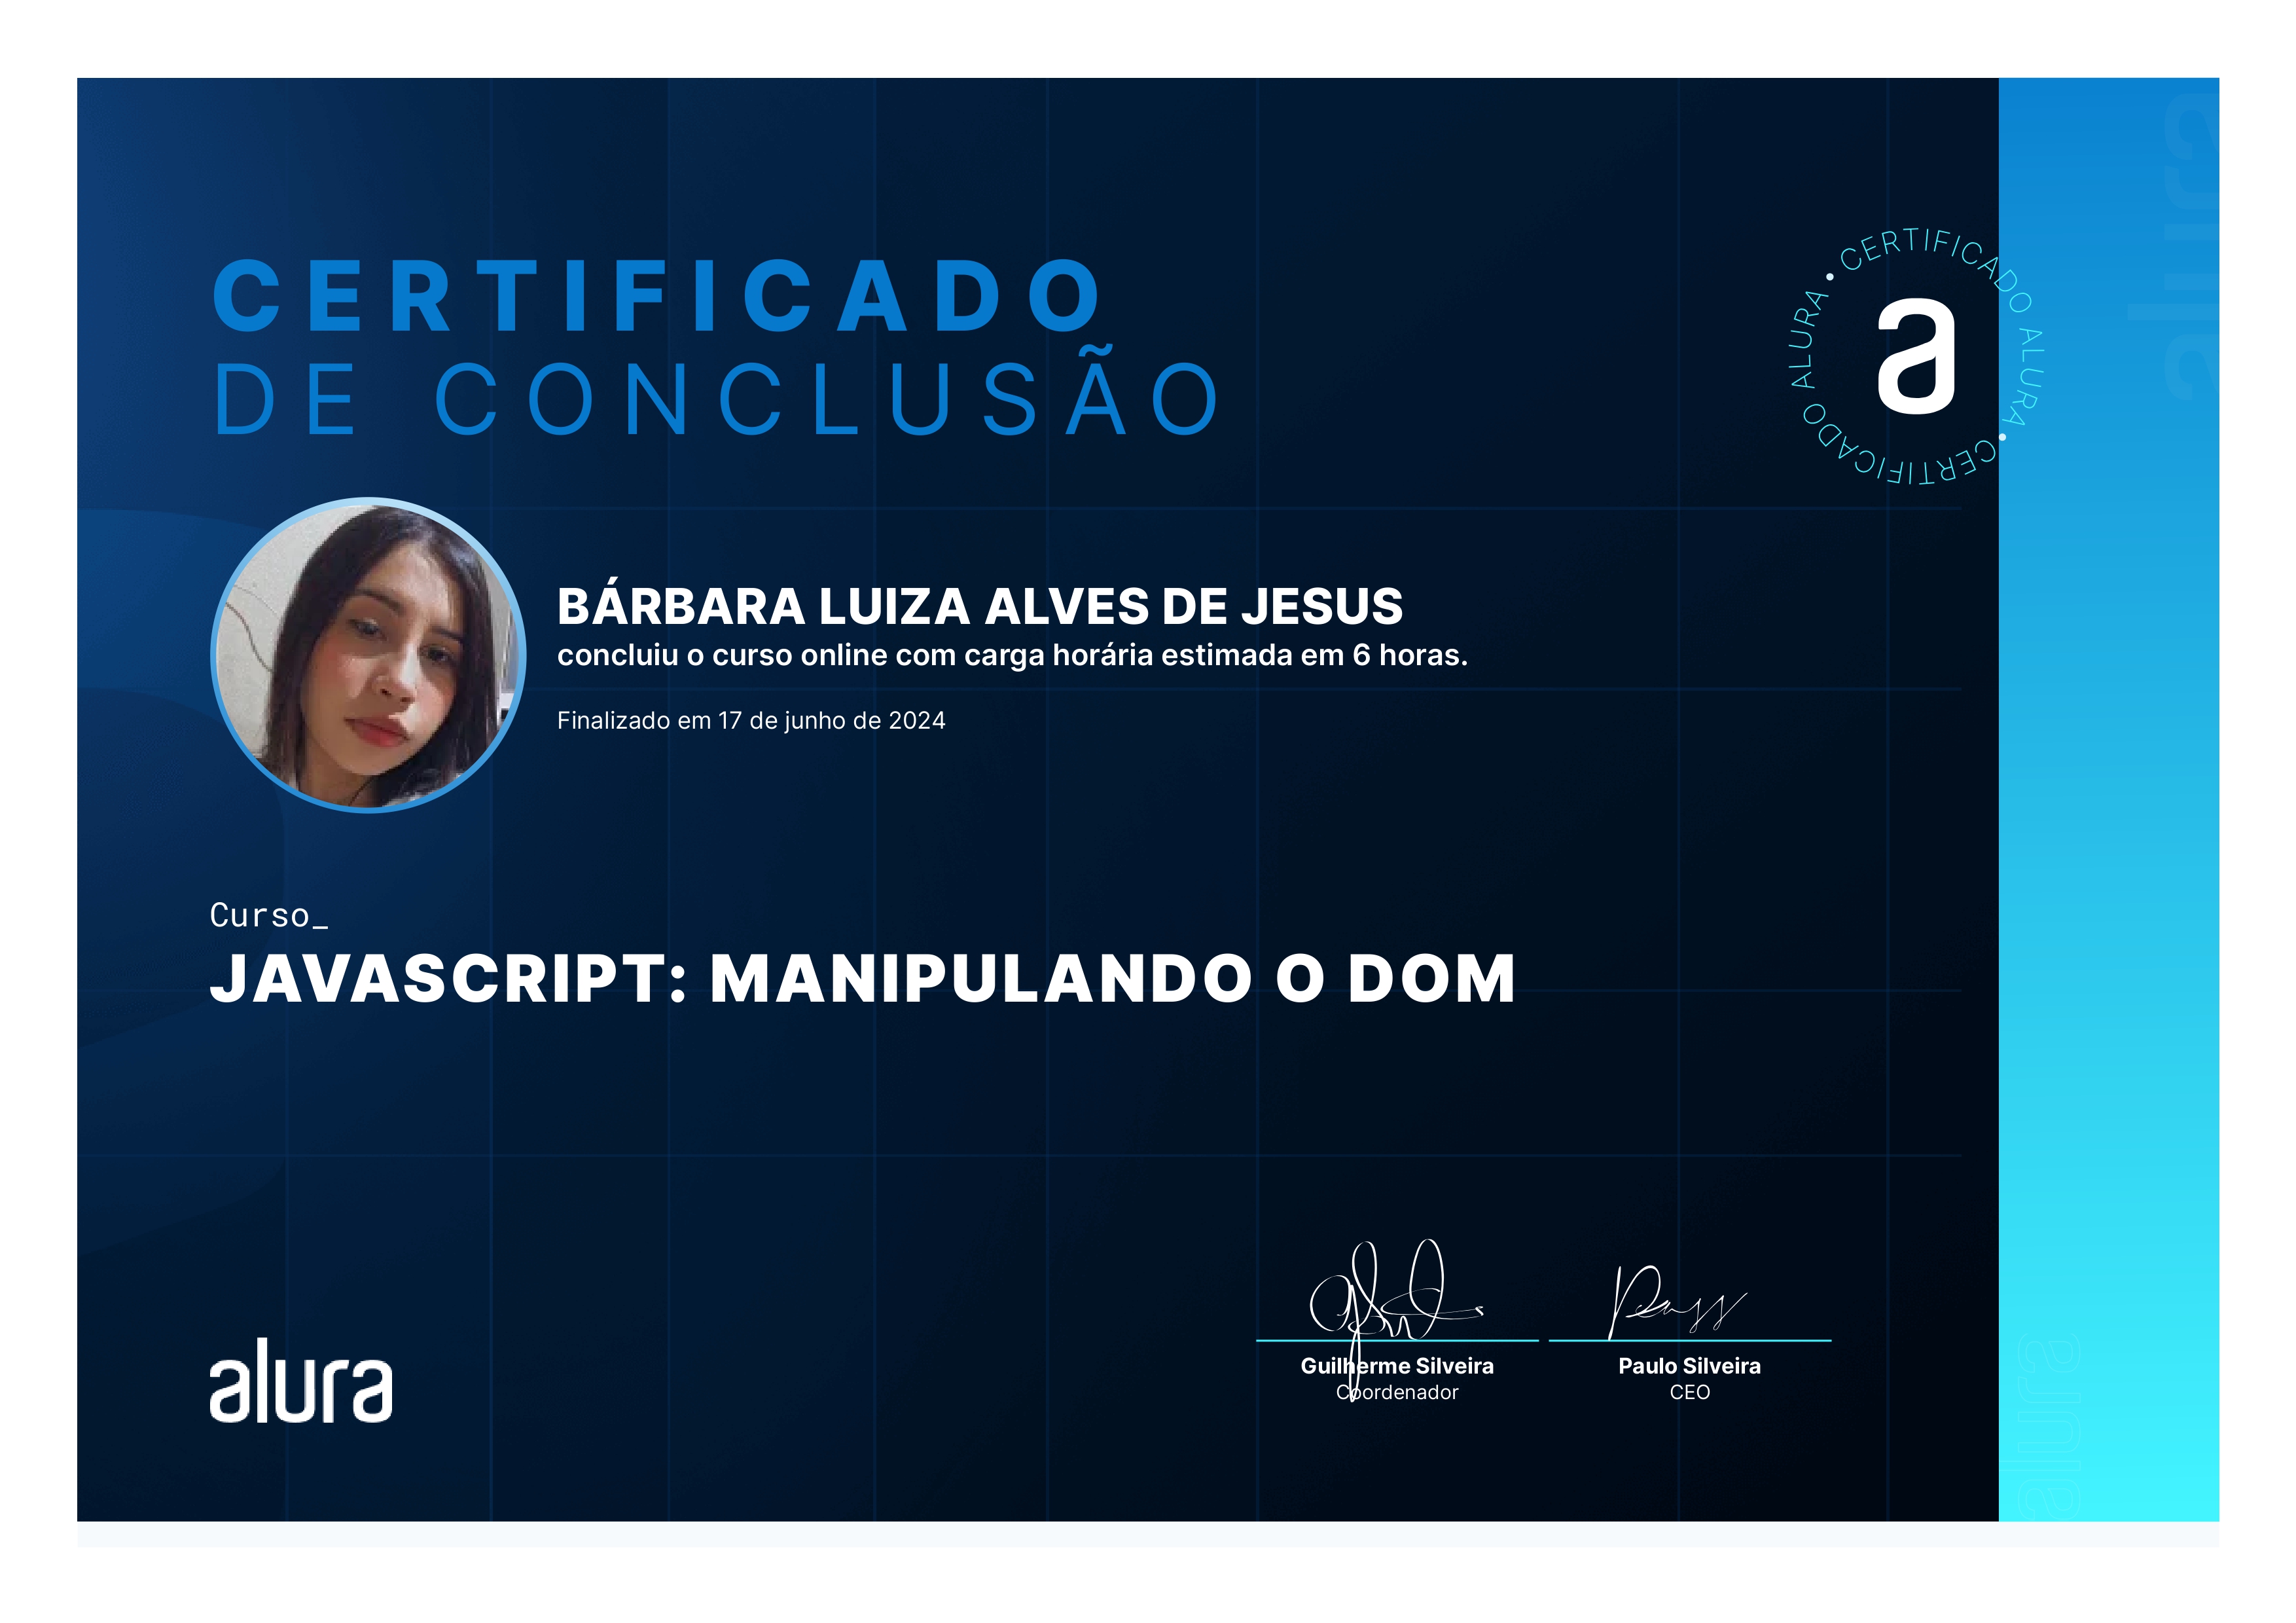 CERTIFICADO
DE CONCLUSÃO
• CERTIFICADO ALURA • CERTIFICADO ALURA
a
alura
BÁRBARA LUIZA ALVES DE JESUS
concluiu o curso online com carga horária estimada em 6 horas.
Finalizado em 17 de junho de 2024
Curso_
JAVASCRIPT: MANIPULANDO O DOM
alura
Guilherme Silveira
Coordenador
Paulo Silveira
CEO
alura